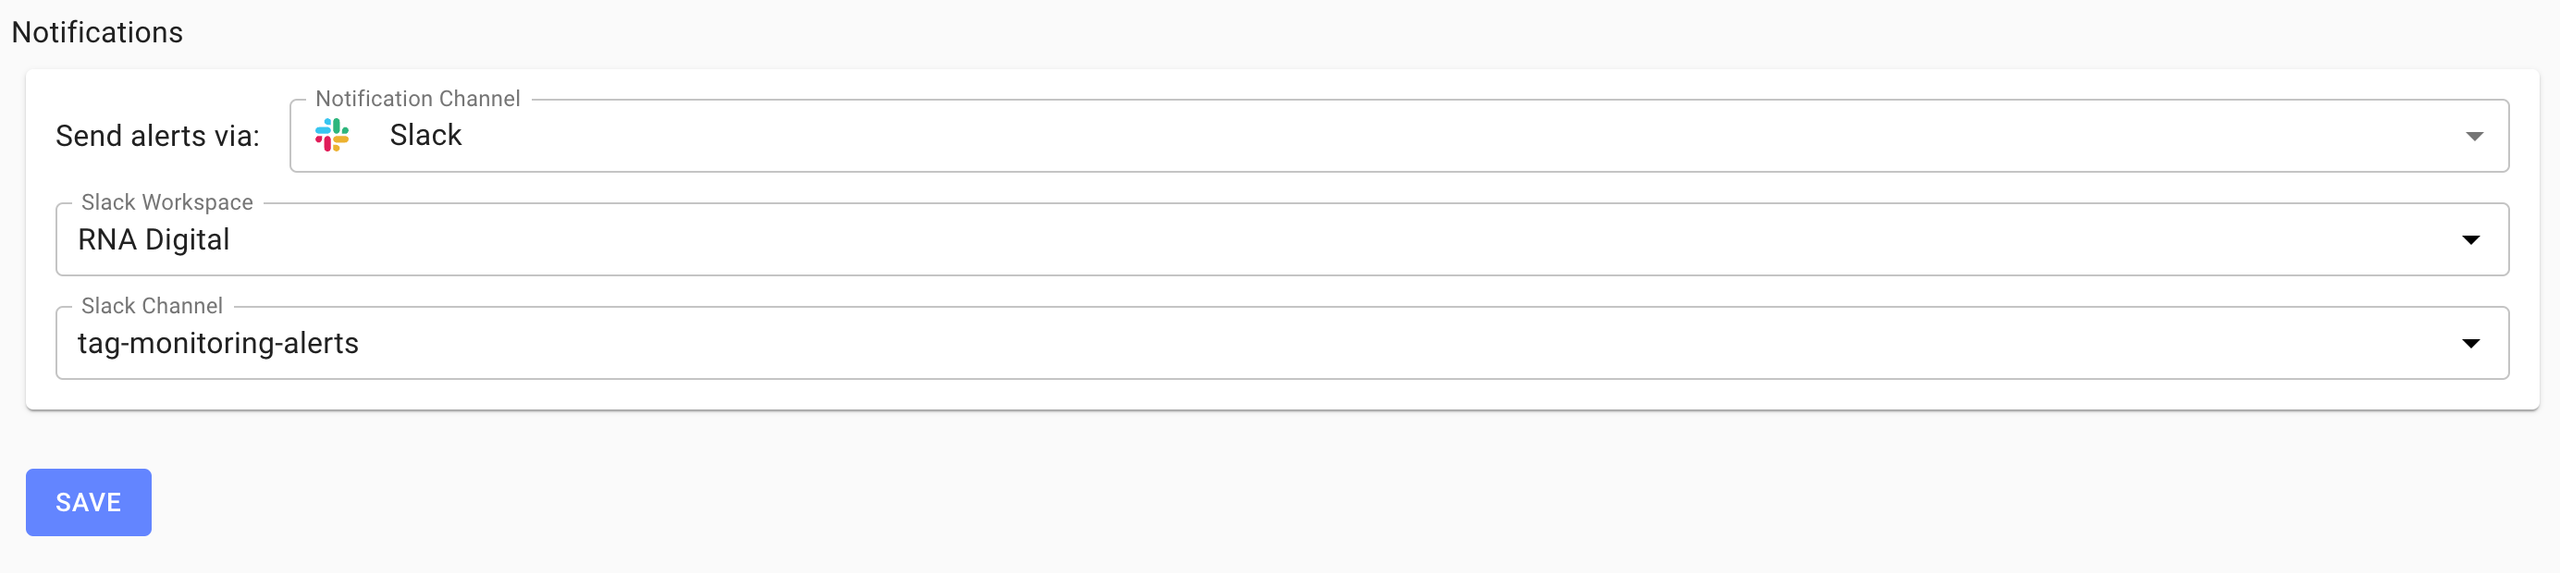 Notifications
Notification Channel
Send alerts via: Slack
Slack Workspace
RNA Digital
Slack Channel
tag-monitoring-alerts
SAVE